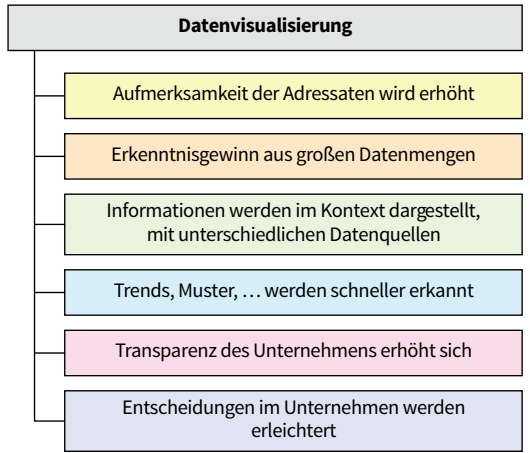 Datenvisualisierung
Aufmerksamkeit der Adressaten wird erhöht
Erkenntnisgewinn aus großen Datenmengen
Informationen werden im Kontext dargestellt,
mit unterschiedlichen Datenquellen
Trends, Muster, … werden schneller erkannt
Transparenz des Unternehmens erhöht sich
Entscheidungen im Unternehmen werden
erleichtert